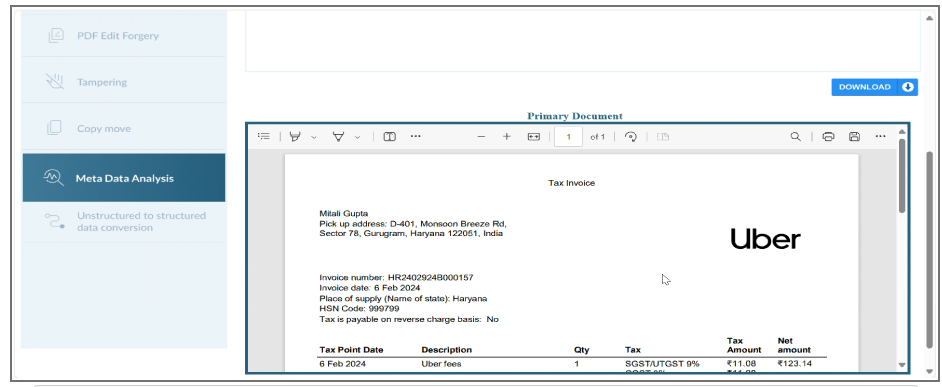 PDF Edit Forgery
Tampering
Copy move
Meta Data Analysis
Unstructured to structured
data conversion
DOWNLOAD
Primary Document
1 of 1
Tax Invoice
Mitali Gupta
Pick up address: D-401, Monsoon Breeze Rd,
Sector 78, Gurugram, Haryana 122051, India
Uber
Invoice number: HR2402924B000157
Invoice date: 6 Feb 2024
Place of supply (Name of state): Haryana
HSN Code: 999799
Tax is payable on reverse charge basis: No
Tax Point Date Description Qty Tax Tax Amount Net amount
6 Feb 2024 Uber fees 1 SGST/UTGST 9% ₹11.08 ₹123.14